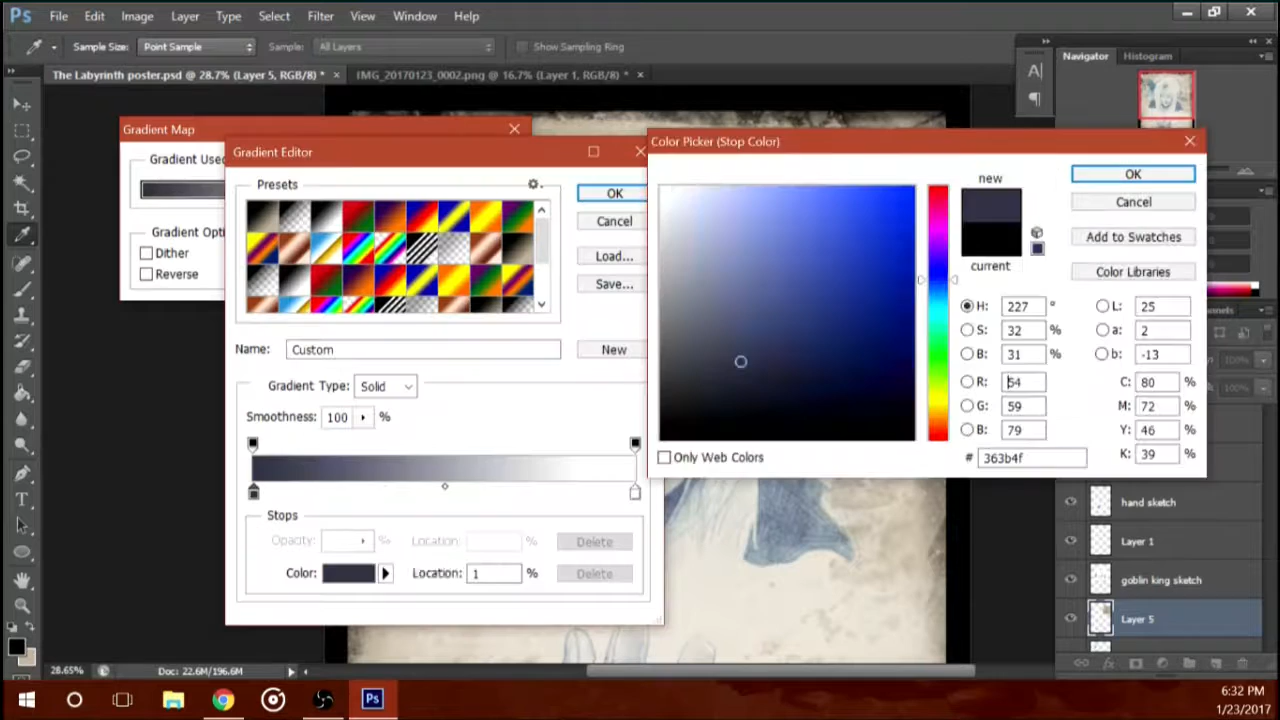 Ps File Edit Image Layer Type Select Filter View Window Help
Sample Size: Point Sample Sample: All Layers Show Sampling Ring
The Labyrinth poster.psd @ 28.7% (Layer 5, RGB/8) * × IMG_20170123_0002.png @ 16.7% (Layer 1, RGB/8) * ×
Navigator Histogram
Gradient Map
Gradient Used
Gradient Opti
Dither
Reverse
Gradient Editor
Presets
OK
Cancel
Load...
Save...
Name: Custom
New
Gradient Type: Solid
Smoothness: 100 %
Stops
Opacity: Location: % Delete
Color: Location: 1 % Delete
Color Picker (Stop Color)
new
current
OK
Cancel
Add to Swatches
Color Libraries
H: 227 °
S: 32 %
B: 31 %
R: 54
G: 59
B: 79
L: 25
a: 2
b: -13
C: 80 %
M: 72 %
Y: 46 %
K: 39 %
# 363b4f
Only Web Colors
hand sketch
Layer 1
goblin king sketch
Layer 5
28.65% Doc: 22.6M/196.6M
Ps
6:32 PM
1/23/2017